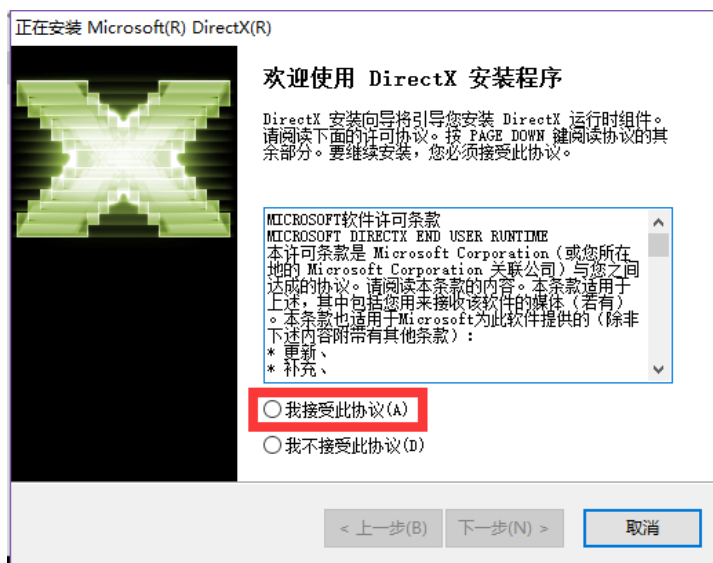 正在安装 Microsoft(R) DirectX(R)
欢迎使用 DirectX 安装程序
DirectX 安装向导将引导您安装 DirectX 运行时组件。
请阅读下面的许可协议。按 PAGE DOWN 键阅读协议的其
余部分。要继续安装，您必须接受此协议。
MICROSOFT软件许可条款
MICROSOFT DIRECTX END USER RUNTIME
本许可条款是 Microsoft Corporation（或您所在
地的 Microsoft Corporation 关联公司）与您之间
达成的协议。请阅读本条款的内容。本条款适用于
上述，其中包括您用来接收该软件的媒体（若有）
。本条款也适用于Microsoft为此软件提供的（除非
下述内容附带有其他条款）：
* 更新、
* 补充、
我接受此协议(A)
我不接受此协议(D)
< 上一步(B) 下一步(N) > 取消